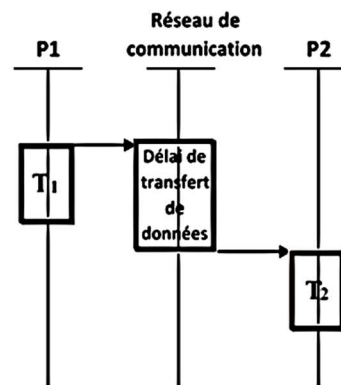 Réseau de
communication
P1
P2
T1
Délai de
transfert
de
données
T2